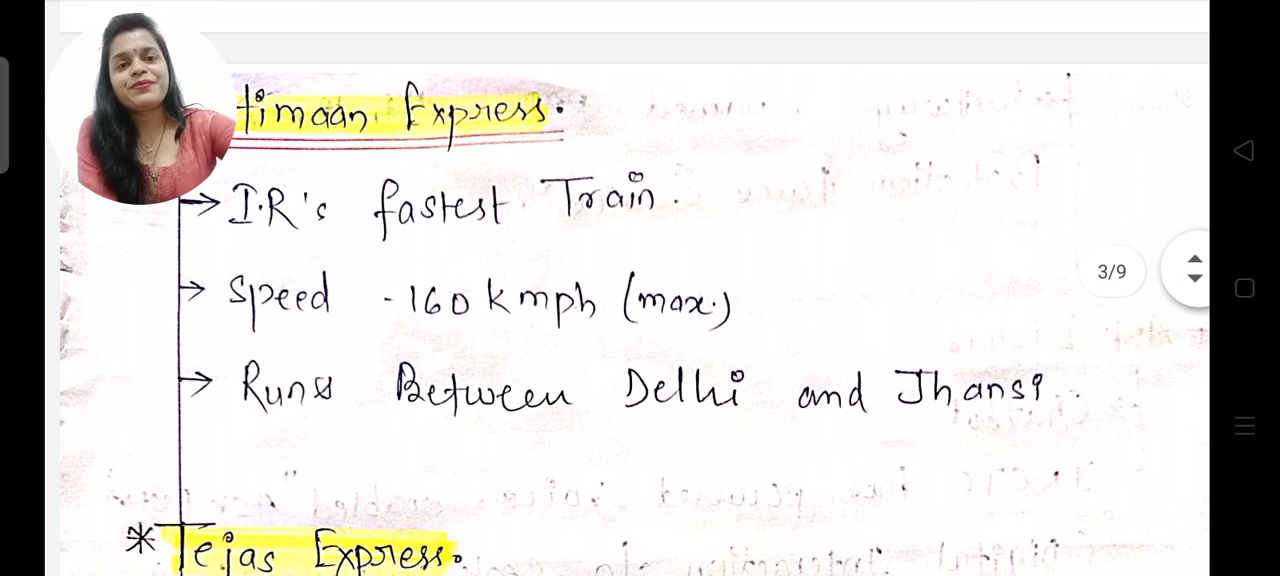 timaan Express.
→ I.R's fastest Train.
→ Speed - 160 kmph (max.)
3/9
→ Runs Between Delhi and Jhansi.
* Tejas Express.